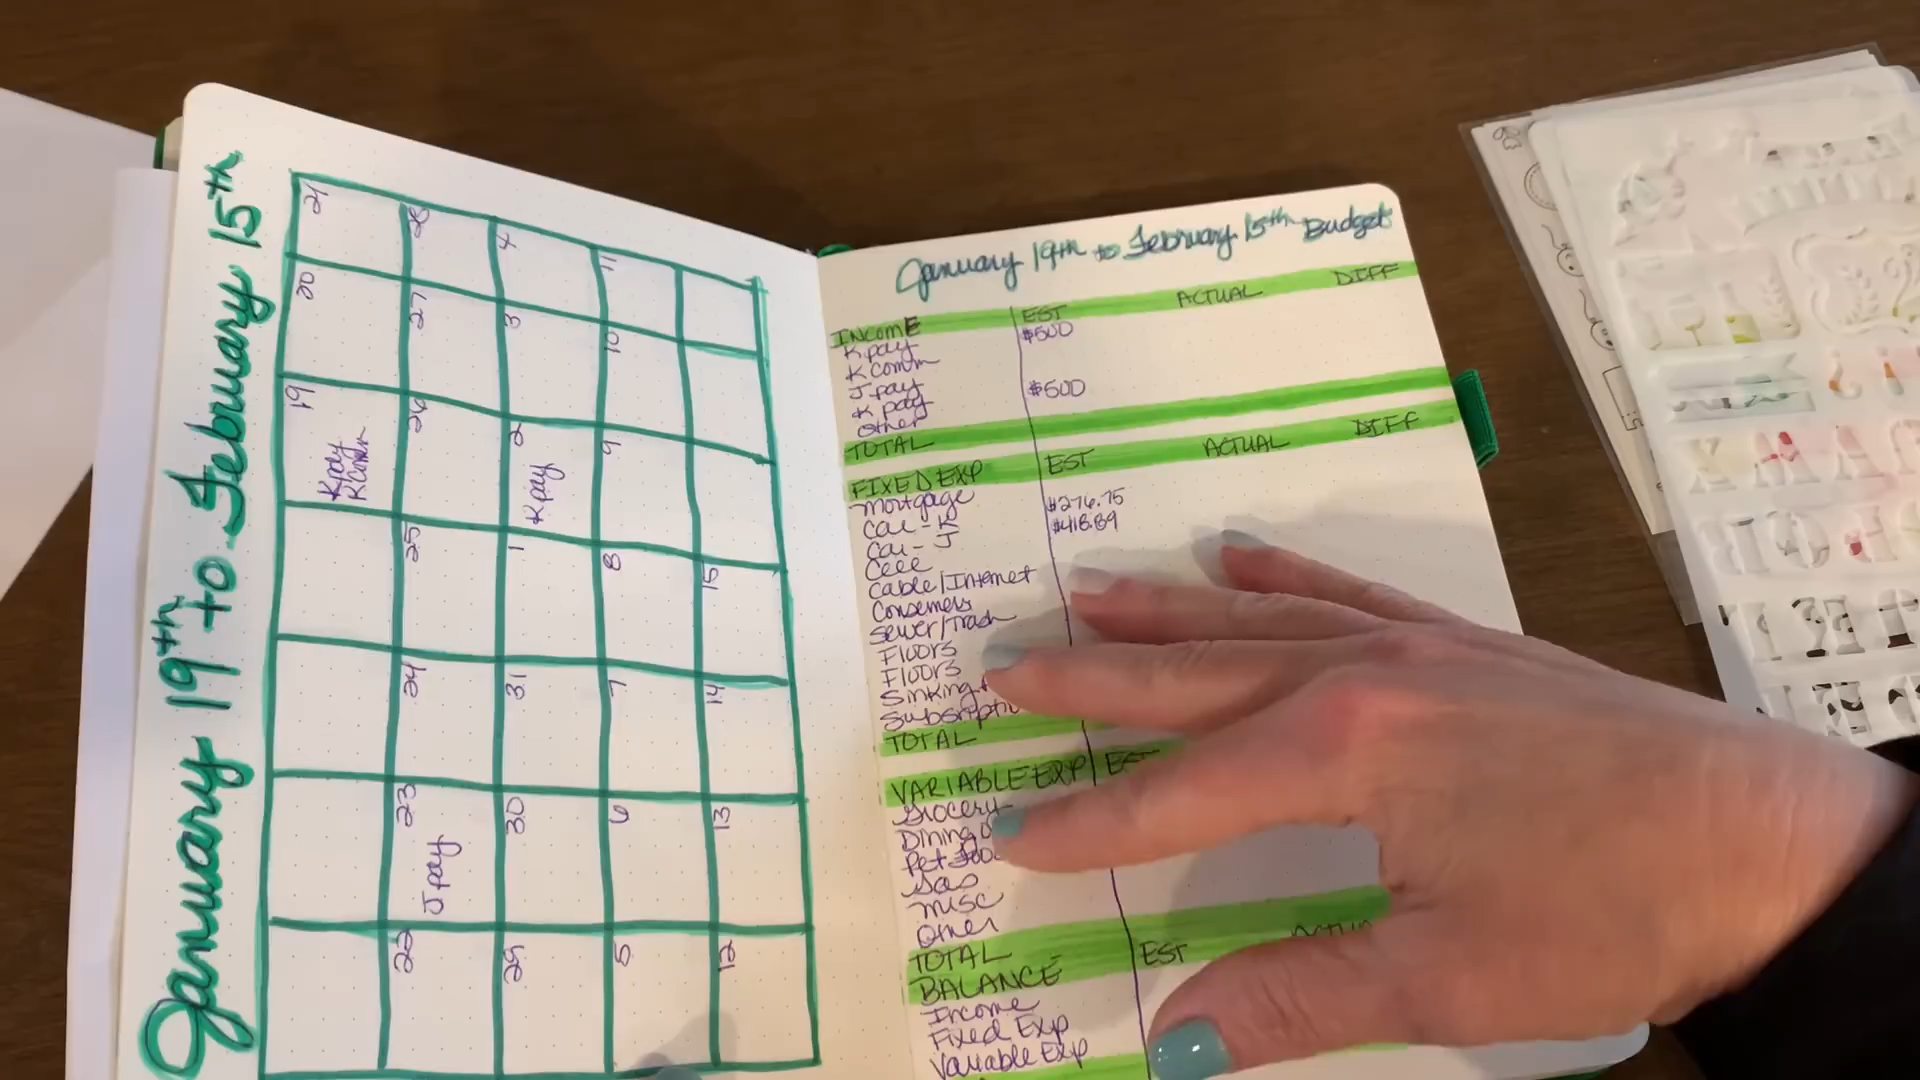 January 19th to February 15th
19 20 21
22 23 24 25 26 27 28
29 30 31 1 2 3 4
5 6 7 8 9 10 11
12 13 14 15
K pay
K Comm
J pay
K pay
January 19th to February 15th Budget
INCOME EST ACTUAL DIFF
K pay $500
K comm
J pay
K pay $500
Other
TOTAL
FIXED EXP EST ACTUAL DIFF
Mortgage
Car - K $276.75
Car - J $418.89
Cable/Internet
Consumers
Sewer/Trash
Floors
Floors
Sinking
TOTAL
VARIABLE EXP EST
Grocery
Dining
Pet
Gas
Misc
Other
TOTAL
BALANCE EST
Income
Fixed Exp
Variable Exp